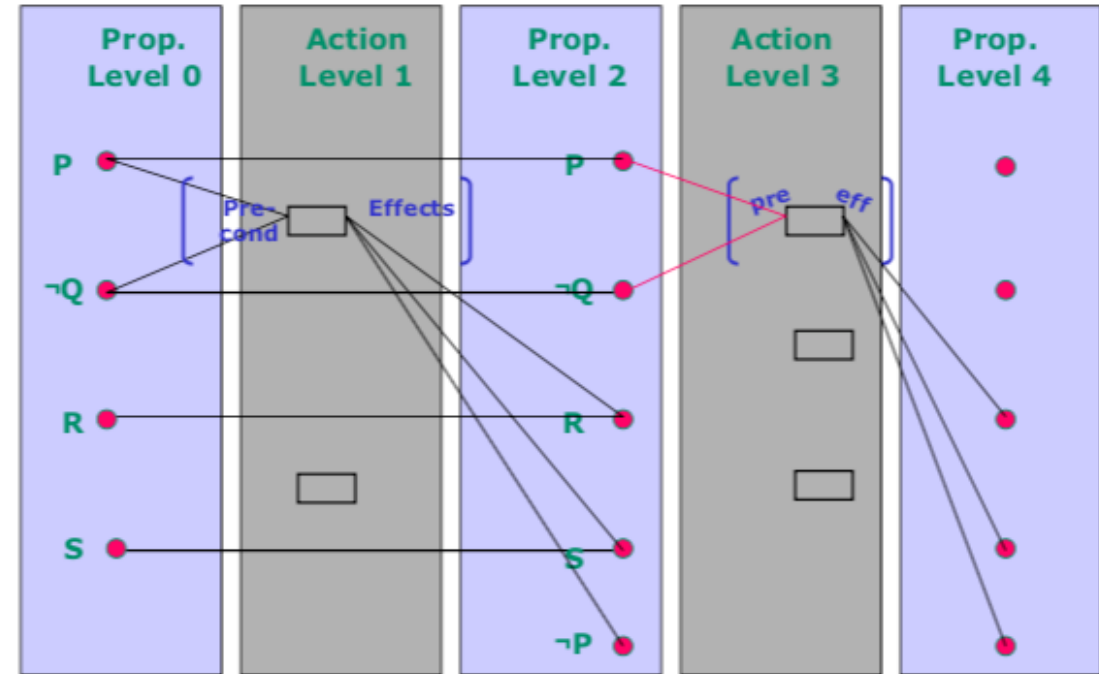 Prop.
Level 0
Action
Level 1
Prop.
Level 2
Action
Level 3
Prop.
Level 4
P
Pre-
cond
Effects
P
pre
eff
¬Q
¬Q
R
R
S
S
¬P